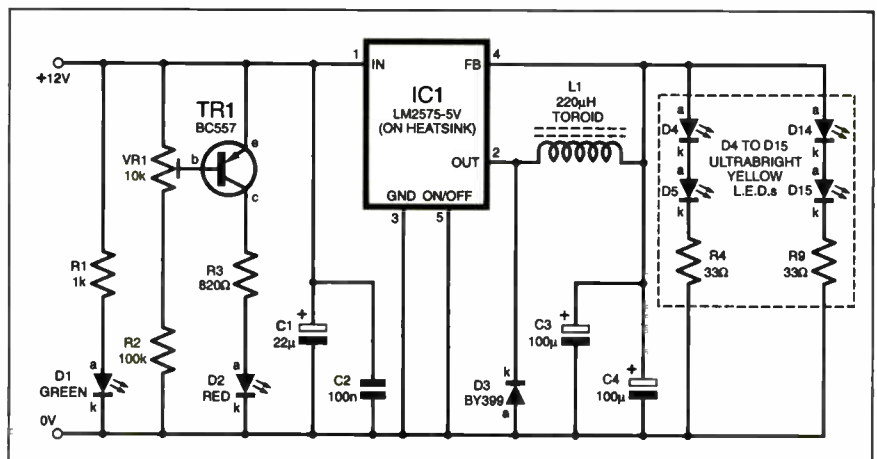 +12V
0V
R1
1k
D1
GREEN
a
k
VR1
10k
R2
100k
TR1
BC557
b
e
c
R3
820Ω
D2
RED
a
k
C1
22µ
+
C2
100n
1
IN
FB
4
IC1
LM2575-5V
(ON HEATSINK)
OUT
2
GND
ON/OFF
3
5
L1
220µH
TOROID
D3
BY399
k
a
C3
100µ
+
C4
100µ
+
a
D4
k
D5
k
R4
33Ω
D4 TO D15
ULTRABRIGHT
YELLOW
L.E.D.s
a
D14
k
D15
k
R9
33Ω